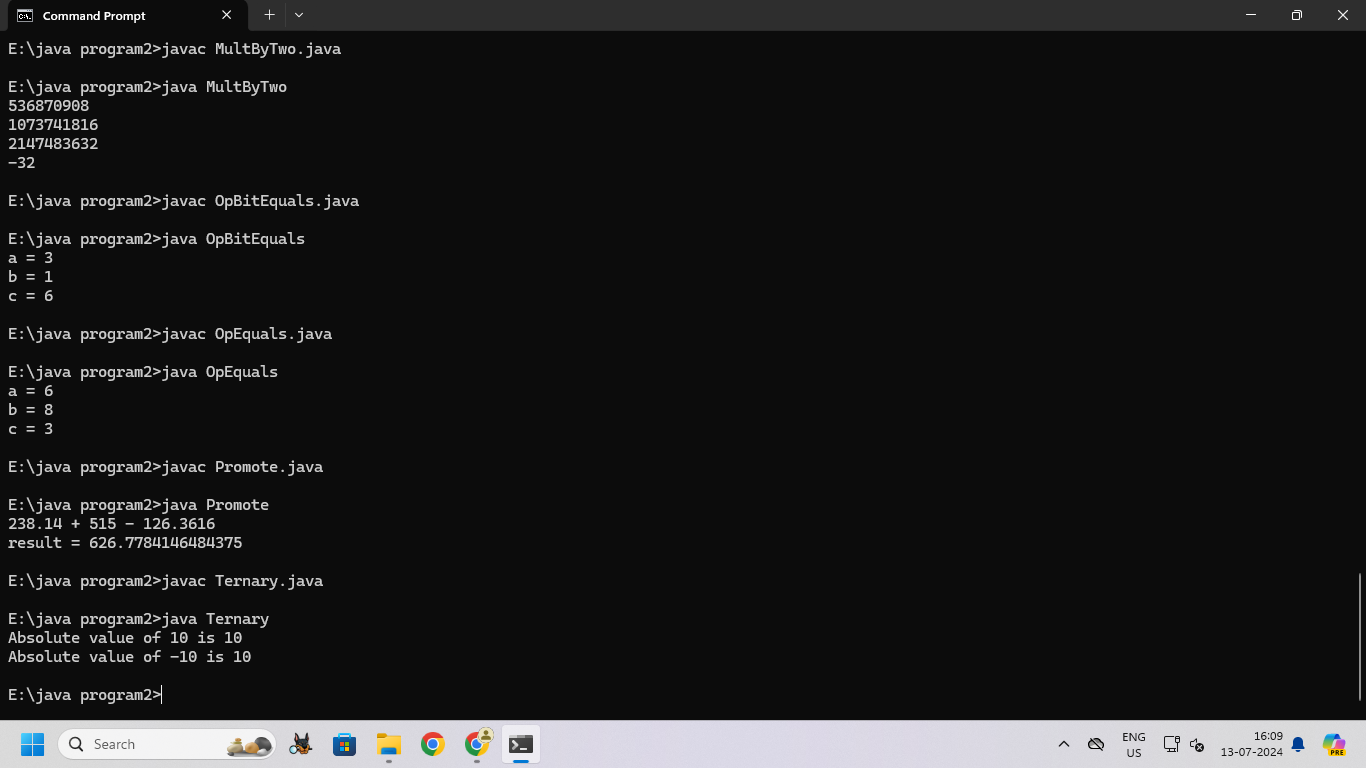 Command Prompt
E:\java program2>javac MultByTwo.java
E:\java program2>java MultByTwo
536870908
1073741816
2147483632
-32
E:\java program2>javac OpBitEquals.java
E:\java program2>java OpBitEquals
a = 3
b = 1
c = 6
E:\java program2>javac OpEquals.java
E:\java program2>java OpEquals
a = 6
b = 8
c = 3
E:\java program2>javac Promote.java
E:\java program2>java Promote
238.14 + 515 - 126.3616
result = 626.7784146484375
E:\java program2>javac Ternary.java
E:\java program2>java Ternary
Absolute value of 10 is 10
Absolute value of -10 is 10
E:\java program2>
Search
ENG
US
16:09
13-07-2024
PRE